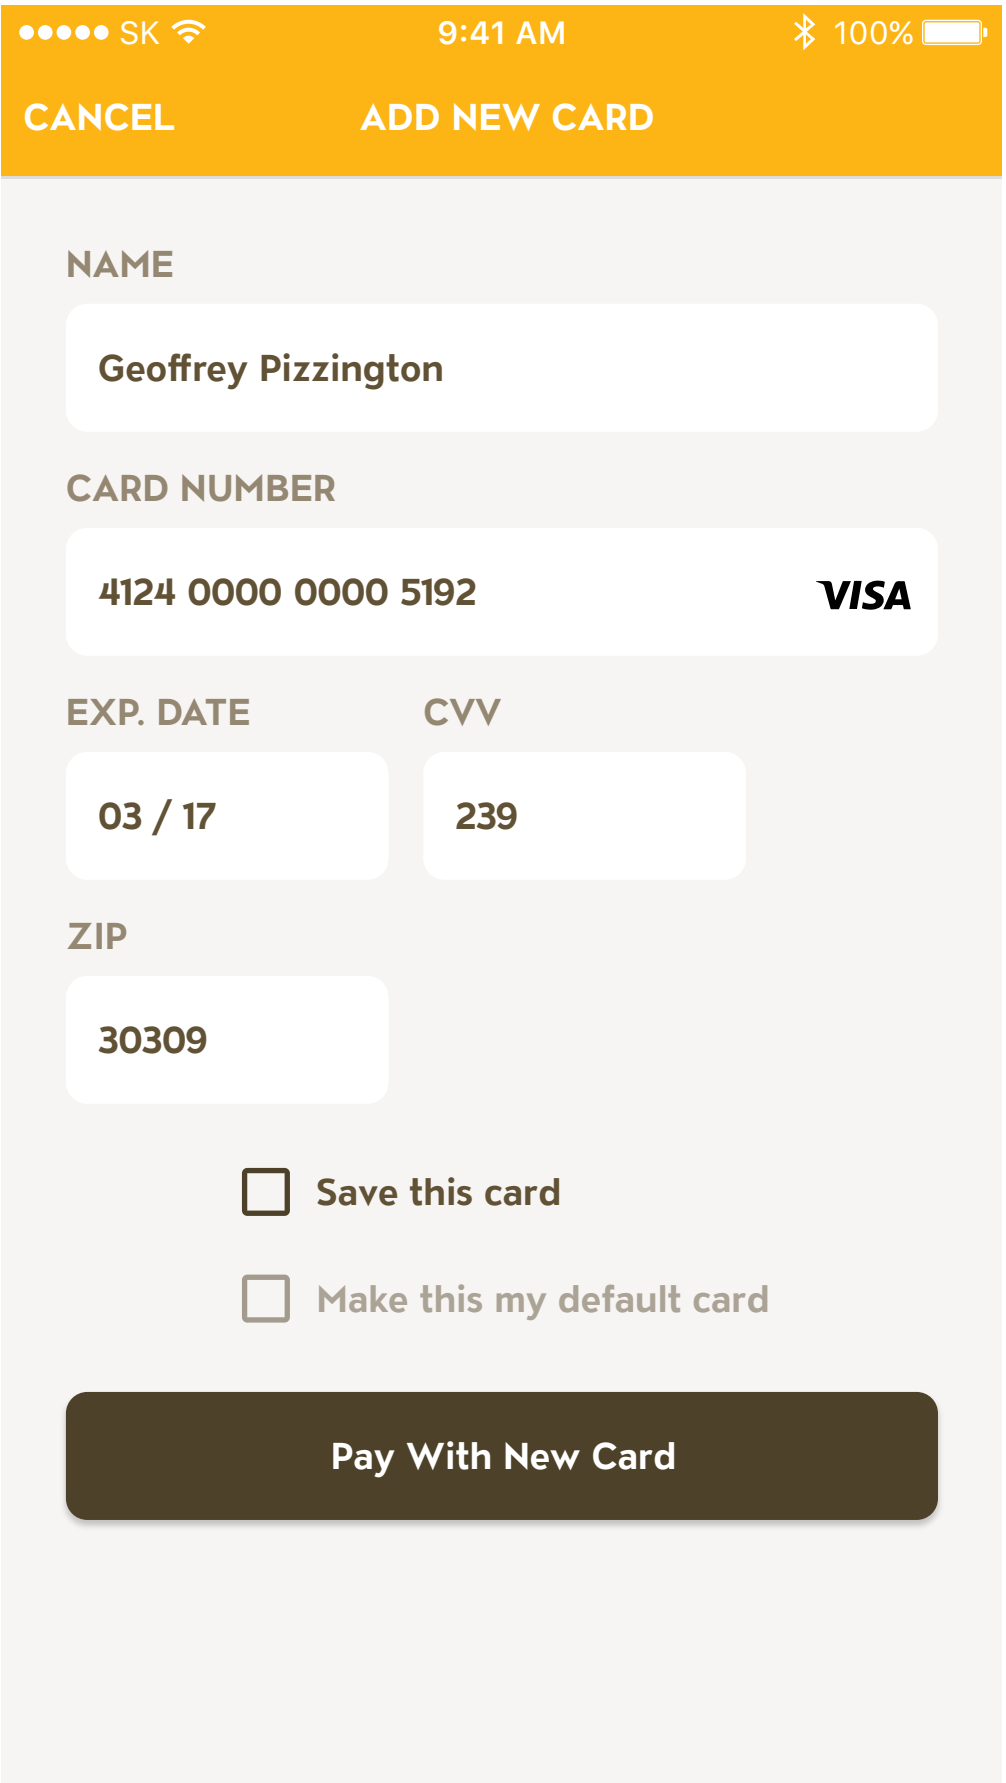 SK 9:41 AM 100%
CANCEL ADD NEW CARD
NAME
Geoffrey Pizzington
CARD NUMBER
4124 0000 0000 5192 VISA
EXP. DATE CVV
03 / 17 239
ZIP
30309
Save this card
Make this my default card
Pay With New Card